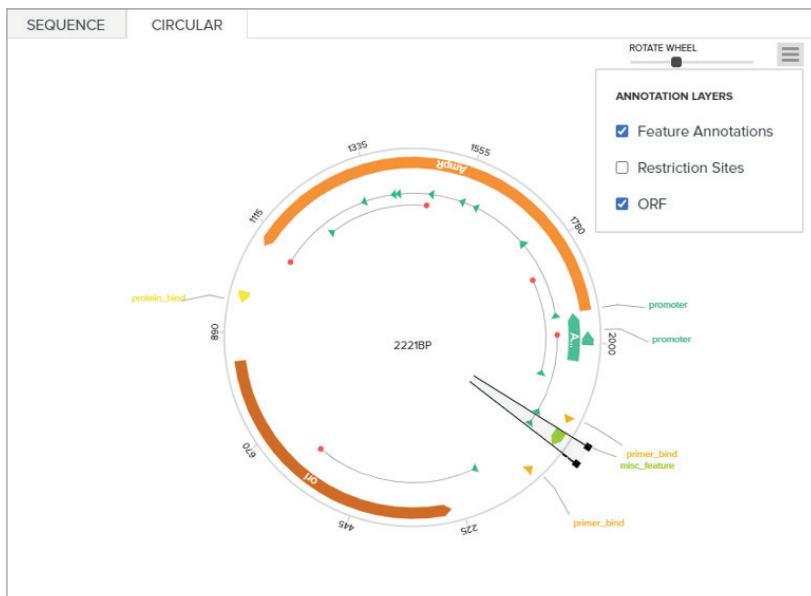 SEQUENCE
CIRCULAR
ROTATE WHEEL
ANNOTATION LAYERS
Feature Annotations
Restriction Sites
ORF
1335
1555
AmpR
1115
1780
protein_bind
promoter
890
2221BP
A...
promoter
2000
670
primer_bind
misc_feature
ori
445
225
primer_bind